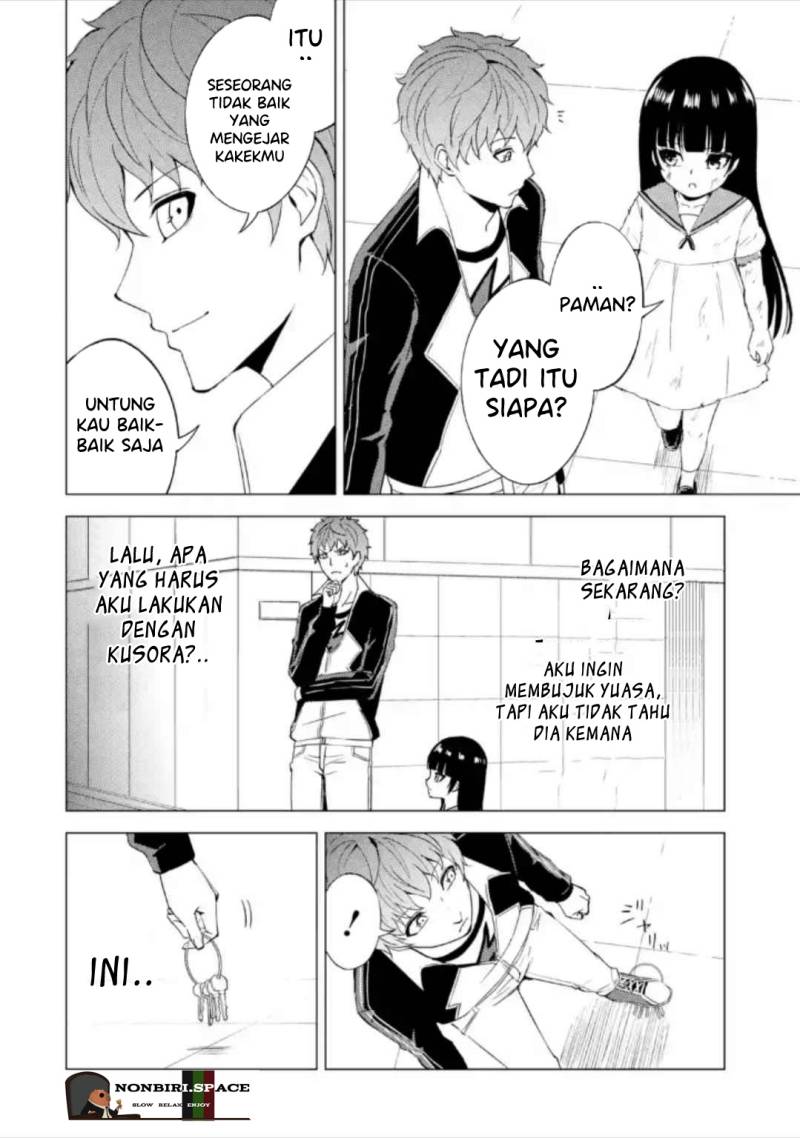 ..
PAMAN?
YANG
TADI ITU
SIAPA?
ITU
..
SESEORANG
TIDAK BAIK
YANG
MENGEJAR
KAKEKMU
UNTUNG
KAU BAIK-
BAIK SAJA
BAGAIMANA
SEKARANG?
AKU INGIN
MEMBUJUK YUASA,
TAPI AKU TIDAK TAHU
DIA KEMANA
LALU, APA
YANG HARUS
AKU LAKUKAN
DENGAN
KUSORA?..
!
INI..
NONBIRI.SPACE
SLOW RELAX ENJOY